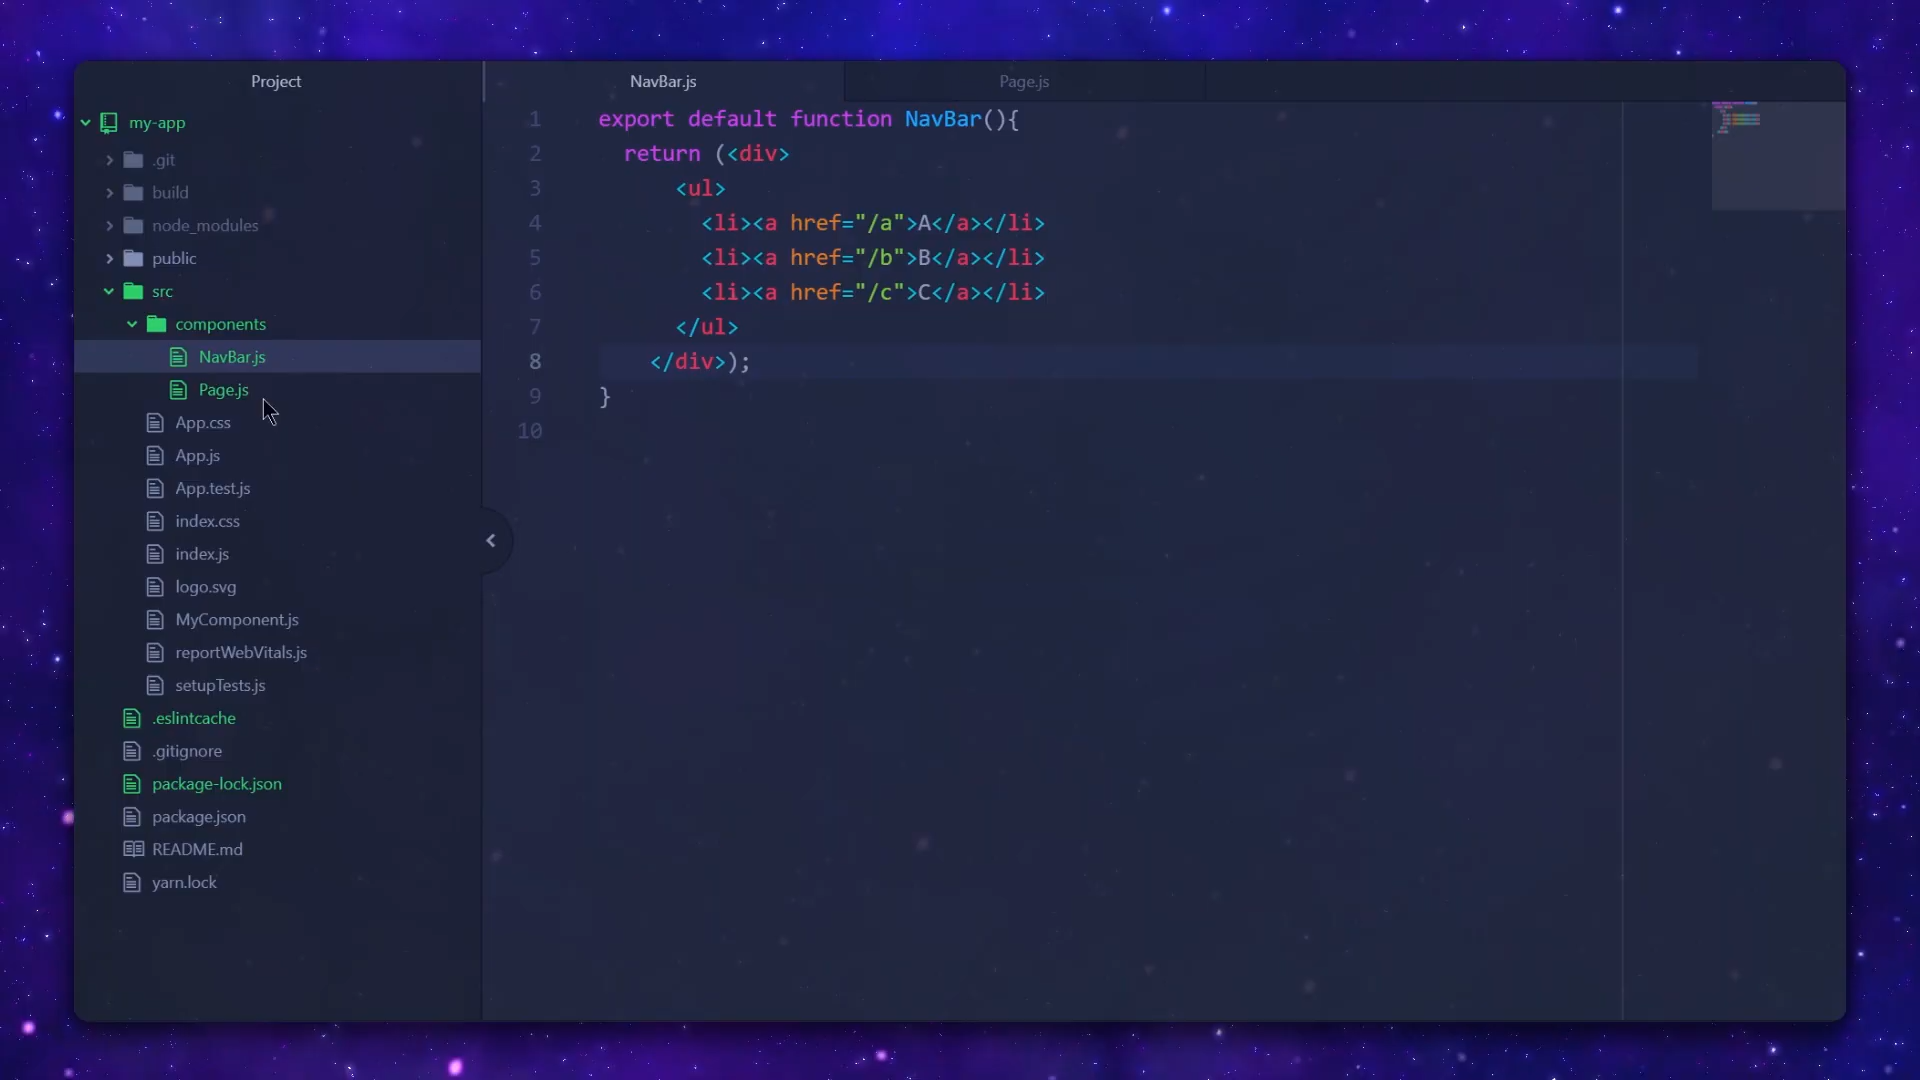 Project
my-app
.git
build
node_modules
public
src
components
NavBar.js
Page.js
App.css
App.js
App.test.js
index.css
index.js
logo.svg
MyComponent.js
reportWebVitals.js
setupTests.js
.eslintcache
.gitignore
package-lock.json
package.json
README.md
yarn.lock
NavBar.js
Page.js
1 export default function NavBar(){
2 return (<div>
3 <ul>
4 <li><a href="/a">A</a></li>
5 <li><a href="/b">B</a></li>
6 <li><a href="/c">C</a></li>
7 </ul>
8 </div>);
9 }
10